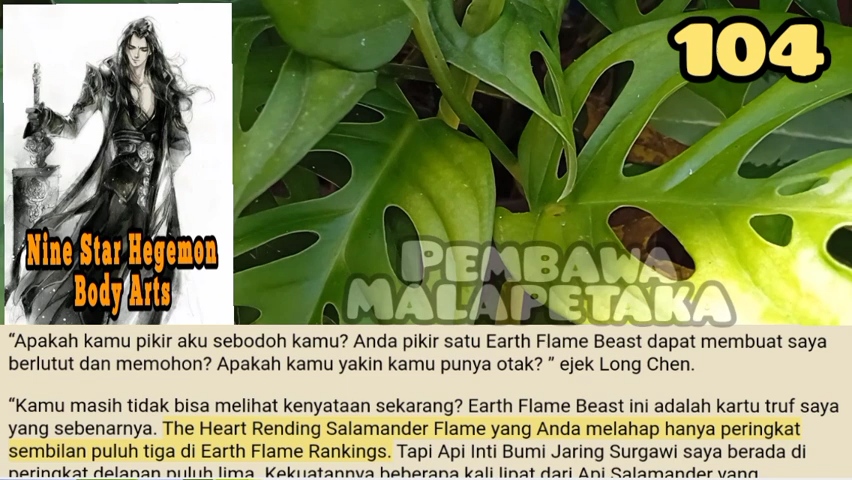 104
Nine Star Hegemon
Body Arts
PEMBAWA
MALAPETAKA
“Apakah kamu pikir aku sebodoh kamu? Anda pikir satu Earth Flame Beast dapat membuat saya
berlutut dan memohon? Apakah kamu yakin kamu punya otak? ” ejek Long Chen.
“Kamu masih tidak bisa melihat kenyataan sekarang? Earth Flame Beast ini adalah kartu truf saya
yang sebenarnya. The Heart Rending Salamander Flame yang Anda melahap hanya peringkat
sembilan puluh tiga di Earth Flame Rankings. Tapi Api Inti Bumi Jaring Surgawi saya berada di
peringkat delapan puluh lima. Kekuatannya beberapa kali lipat dari Api Salamander yang